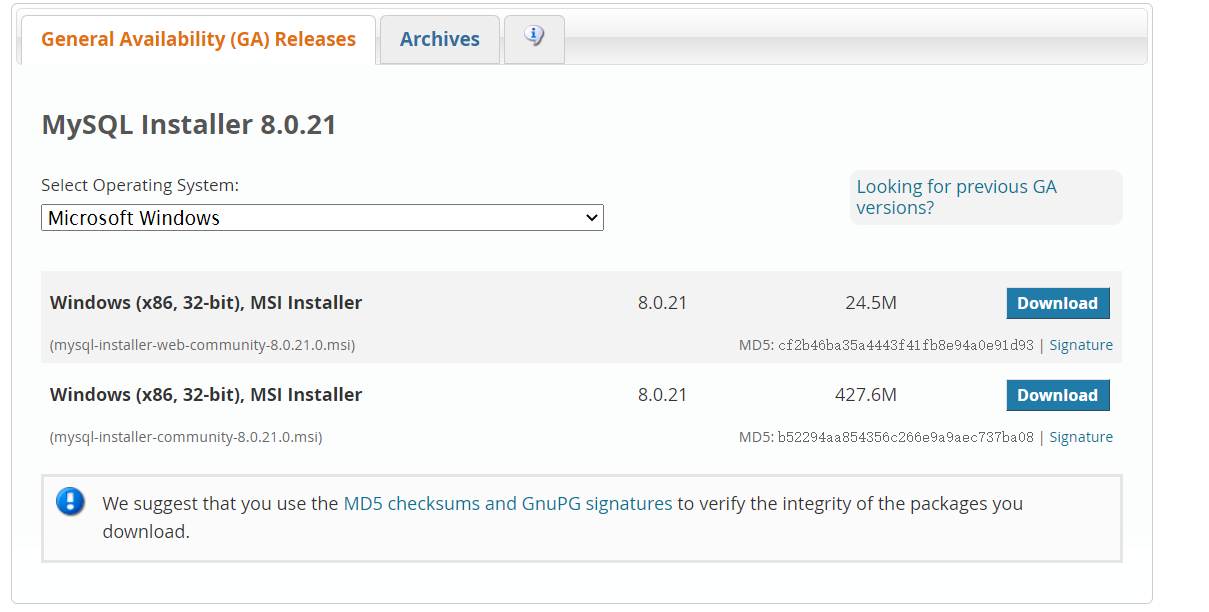 General Availability (GA) Releases
Archives
MySQL Installer 8.0.21
Select Operating System:
Microsoft Windows
Looking for previous GA
versions?
Windows (x86, 32-bit), MSI Installer 8.0.21 24.5M Download
(mysql-installer-web-community-8.0.21.0.msi) MD5: cf2b46ba35a4443f41fb8e94a0e91d93 | Signature
Windows (x86, 32-bit), MSI Installer 8.0.21 427.6M Download
(mysql-installer-community-8.0.21.0.msi) MD5: b52294aa854356c266e9a9aec737ba08 | Signature
We suggest that you use the MD5 checksums and GnuPG signatures to verify the integrity of the packages you
download.